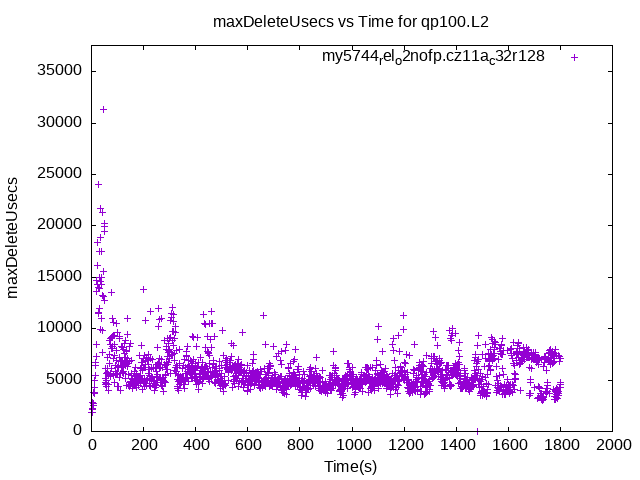 maxDeleteUsecs vs Time for qp100.L2
my5744relo2nofp.cz11ac32r128
35000
30000
25000
20000
15000
10000
5000
0
maxDeleteUsecs
0 200 400 600 800 1000 1200 1400 1600 1800 2000
Time(s)